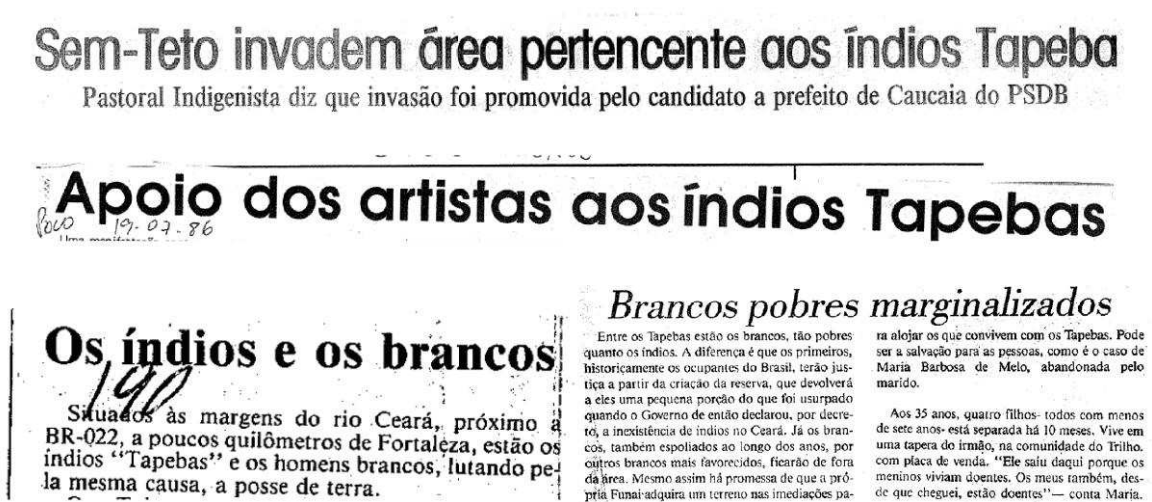 Sem-Teto invadem área pertencente aos índios Tapeba
Pastoral Indigenista diz que invasão foi promovida pelo candidato a prefeito de Caucaia do PSDB
Apoio dos artistas aos índios Tapebas
Povo 19-07-86
Os índios e os brancos
190
Situados às margens do rio Ceará, próximo à
BR-022, a poucos quilômetros de Fortaleza, estão os
índios "Tapebas" e os homens brancos, lutando pe-
la mesma causa, a posse de terra.
Brancos pobres marginalizados
Entre os Tapebas estão os brancos, tão pobres
quanto os índios. A diferença é que os primeiros,
historicamente os ocupantes do Brasil, terão jus-
tiça a partir da criação da reserva, que devolverá
a eles uma pequena porção do que foi usurpado
quando o Governo de então declarou, por decre-
to, a inexistência de índios no Ceará. Já os bran-
cos, também espoliados ao longo dos anos, por
outros brancos mais favorecidos, ficarão de fora
da área. Mesmo assim há promessa de que a pró-
pria Funai adquira um terreno nas imediações pa-
ra alojar os que convivem com os Tapebas. Pode
ser a salvação para as pessoas, como é o caso de
Maria Barbosa de Melo, abandonada pelo
marido.
Aos 35 anos, quatro filhos- todos com menos
de sete anos- está separada há 10 meses. Vive em
uma tapera do irmão, na comunidade do Trilho.
com placa de venda. "Ele saiu daqui porque os
meninos viviam doentes. Os meus também, des-
de que cheguei, estão doentes"— conta Maria.